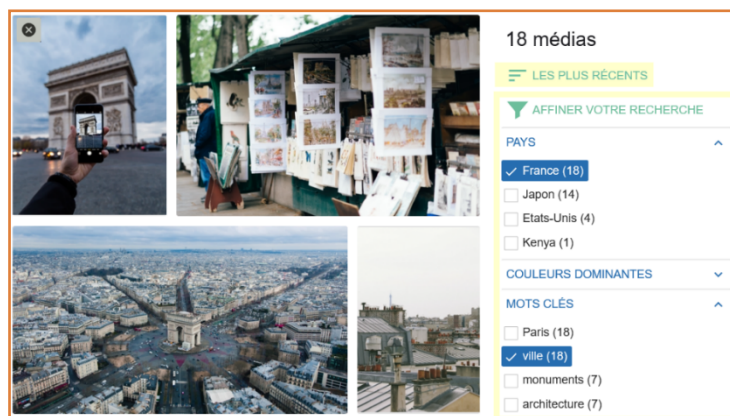 18 médias
LES PLUS RÉCENTS
AFFINER VOTRE RECHERCHE
PAYS
France (18)
Japon (14)
Etats-Unis (4)
Kenya (1)
COULEURS DOMINANTES
MOTS CLÉS
Paris (18)
ville (18)
monuments (7)
architecture (7)